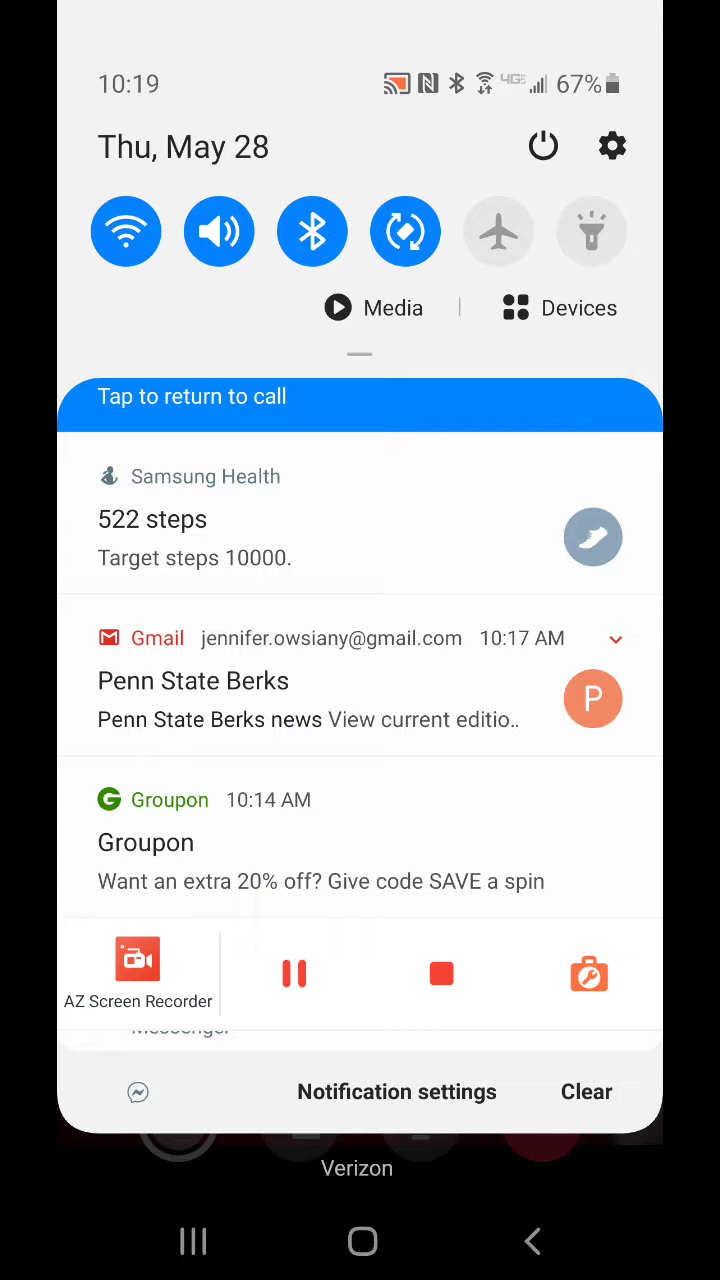 10:19
4GE 67%
Thu, May 28
Media
Devices
Tap to return to call
Samsung Health
522 steps
Target steps 10000.
Gmail jennifer.owsiany@gmail.com 10:17 AM
Penn State Berks
P
Penn State Berks news View current editio..
Groupon 10:14 AM
Groupon
Want an extra 20% off? Give code SAVE a spin
AZ Screen Recorder
Messenger
Notification settings Clear
Verizon